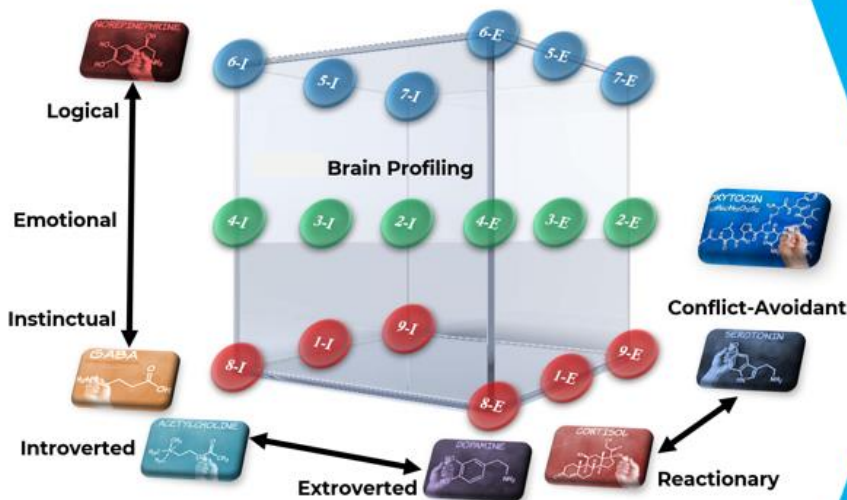 NOREPINEPHRINE
6-E
6-I
5-E
5-I
7-E
7-I
Logical
Brain Profiling
OXYTOCIN
Emotional
4-I
3-I
2-I
4-E
3-E
2-E
Conflict-Avoidant
Instinctual
9-I
SEROTONIN
1-I
9-E
GABA
8-I
1-E
8-E
ACETYLCHOLINE
Introverted
DOPAMINE
CORTISOL
Extroverted
Reactionary